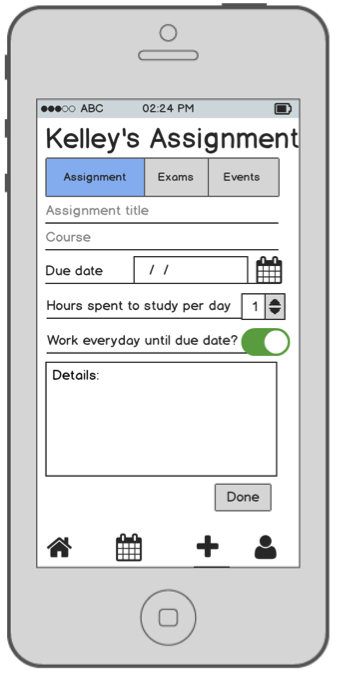 ABC 02:24 PM
Kelley's Assignment
Assignment Exams Events
Assignment title
Course
Due date / /
Hours spent to study per day 1
Work everyday until due date?
Details:
Done